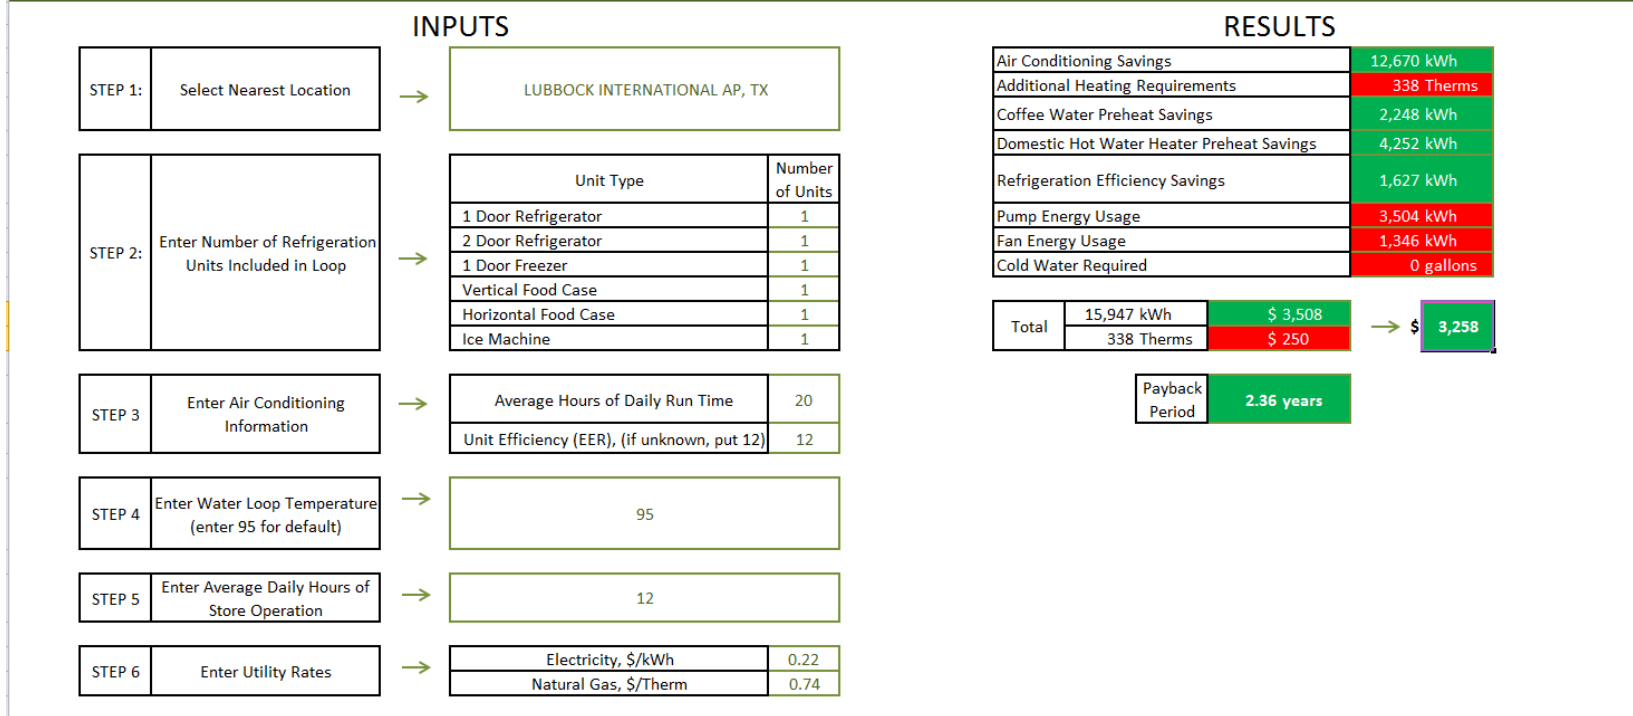 INPUTS
STEP 1:
Select Nearest Location
LUBBOCK INTERNATIONAL AP, TX
STEP 2:
Enter Number of Refrigeration
Units Included in Loop
Unit Type
Number
of Units
1 Door Refrigerator 1
2 Door Refrigerator 1
1 Door Freezer 1
Vertical Food Case 1
Horizontal Food Case 1
Ice Machine 1
STEP 3
Enter Air Conditioning
Information
Average Hours of Daily Run Time 20
Unit Efficiency (EER), (if unknown, put 12) 12
STEP 4
Enter Water Loop Temperature
(enter 95 for default)
95
STEP 5
Enter Average Daily Hours of
Store Operation
12
STEP 6
Enter Utility Rates
Electricity, $/kWh 0.22
Natural Gas, $/Therm 0.74
RESULTS
Air Conditioning Savings 12,670 kWh
Additional Heating Requirements 338 Therms
Coffee Water Preheat Savings 2,248 kWh
Domestic Hot Water Heater Preheat Savings 4,252 kWh
Refrigeration Efficiency Savings 1,627 kWh
Pump Energy Usage 3,504 kWh
Fan Energy Usage 1,346 kWh
Cold Water Required 0 gallons
Total
15,947 kWh $ 3,508
338 Therms $ 250
$ 3,258
Payback
Period
2.36 years